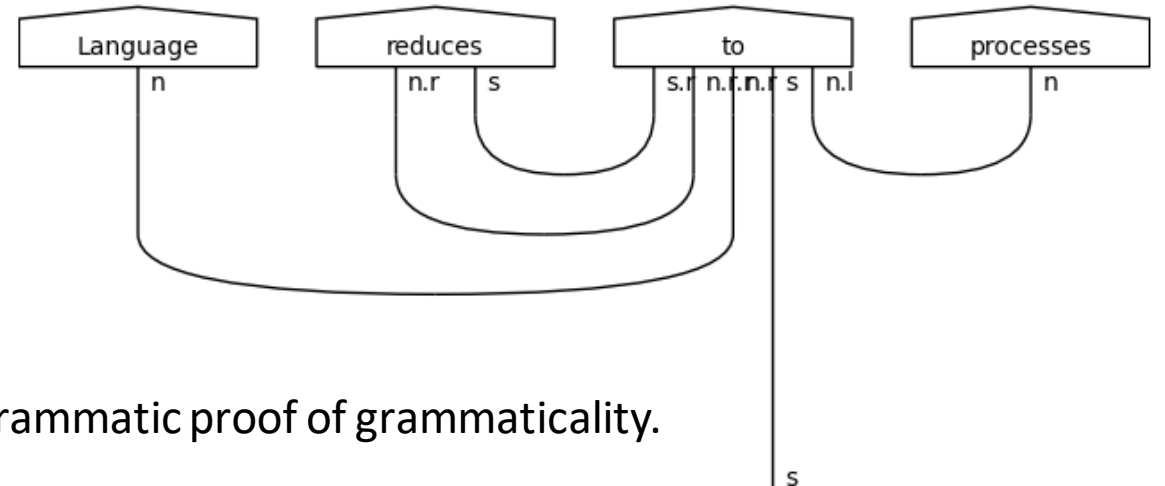 Language reduces to processes
n n.r s s.r n.r.r n.r s n.l n
rammatic proof of grammaticality.
s